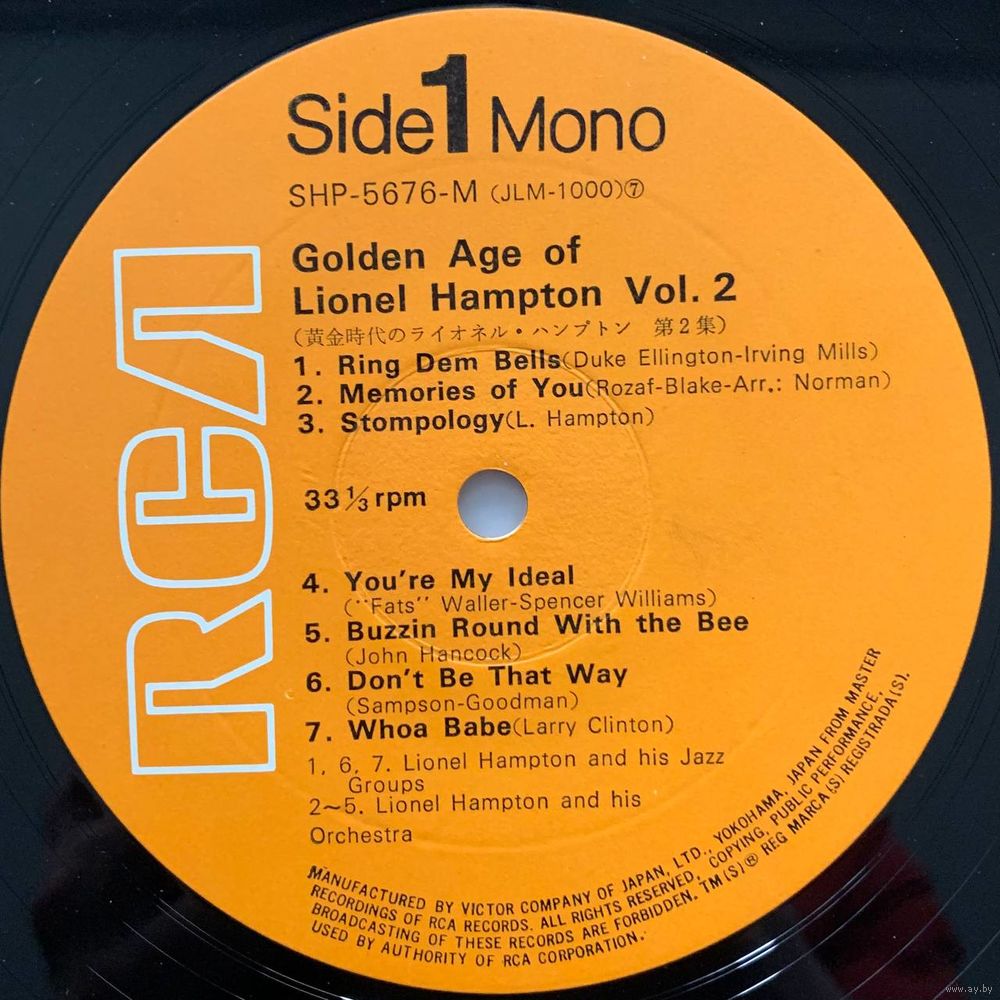 Side 1 Mono
SHP-5676-M (JLM-1000)⑦
Golden Age of
Lionel Hampton Vol. 2
(黄金時代のライオネル・ハンプトン 第2集)
1. Ring Dem Bells(Duke Ellington-Irving Mills)
2. Memories of You(Rozaf-Blake-Arr.: Norman)
3. Stompology(L. Hampton)
33 1/3 rpm
4. You're My Ideal
("Fats" Waller-Spencer Williams)
5. Buzzin Round With the Bee
(John Hancock)
6. Don't Be That Way
(Sampson-Goodman)
7. Whoa Babe(Larry Clinton)
1, 6, 7. Lionel Hampton and his Jazz
Groups
2~5. Lionel Hampton and his
Orchestra
RCA
MANUFACTURED BY VICTOR COMPANY OF JAPAN, LTD., YOKOHAMA, JAPAN FROM MASTER
RECORDINGS OF RCA RECORDS. ALL RIGHTS RESERVED, COPYING, PUBLIC PERFORMANCE,
BROADCASTING OF THESE RECORDS ARE FORBIDDEN. TM(S)® REG MARCA(S) REGISTRADA(S).
USED BY AUTHORITY OF RCA CORPORATION.
www.ay.by